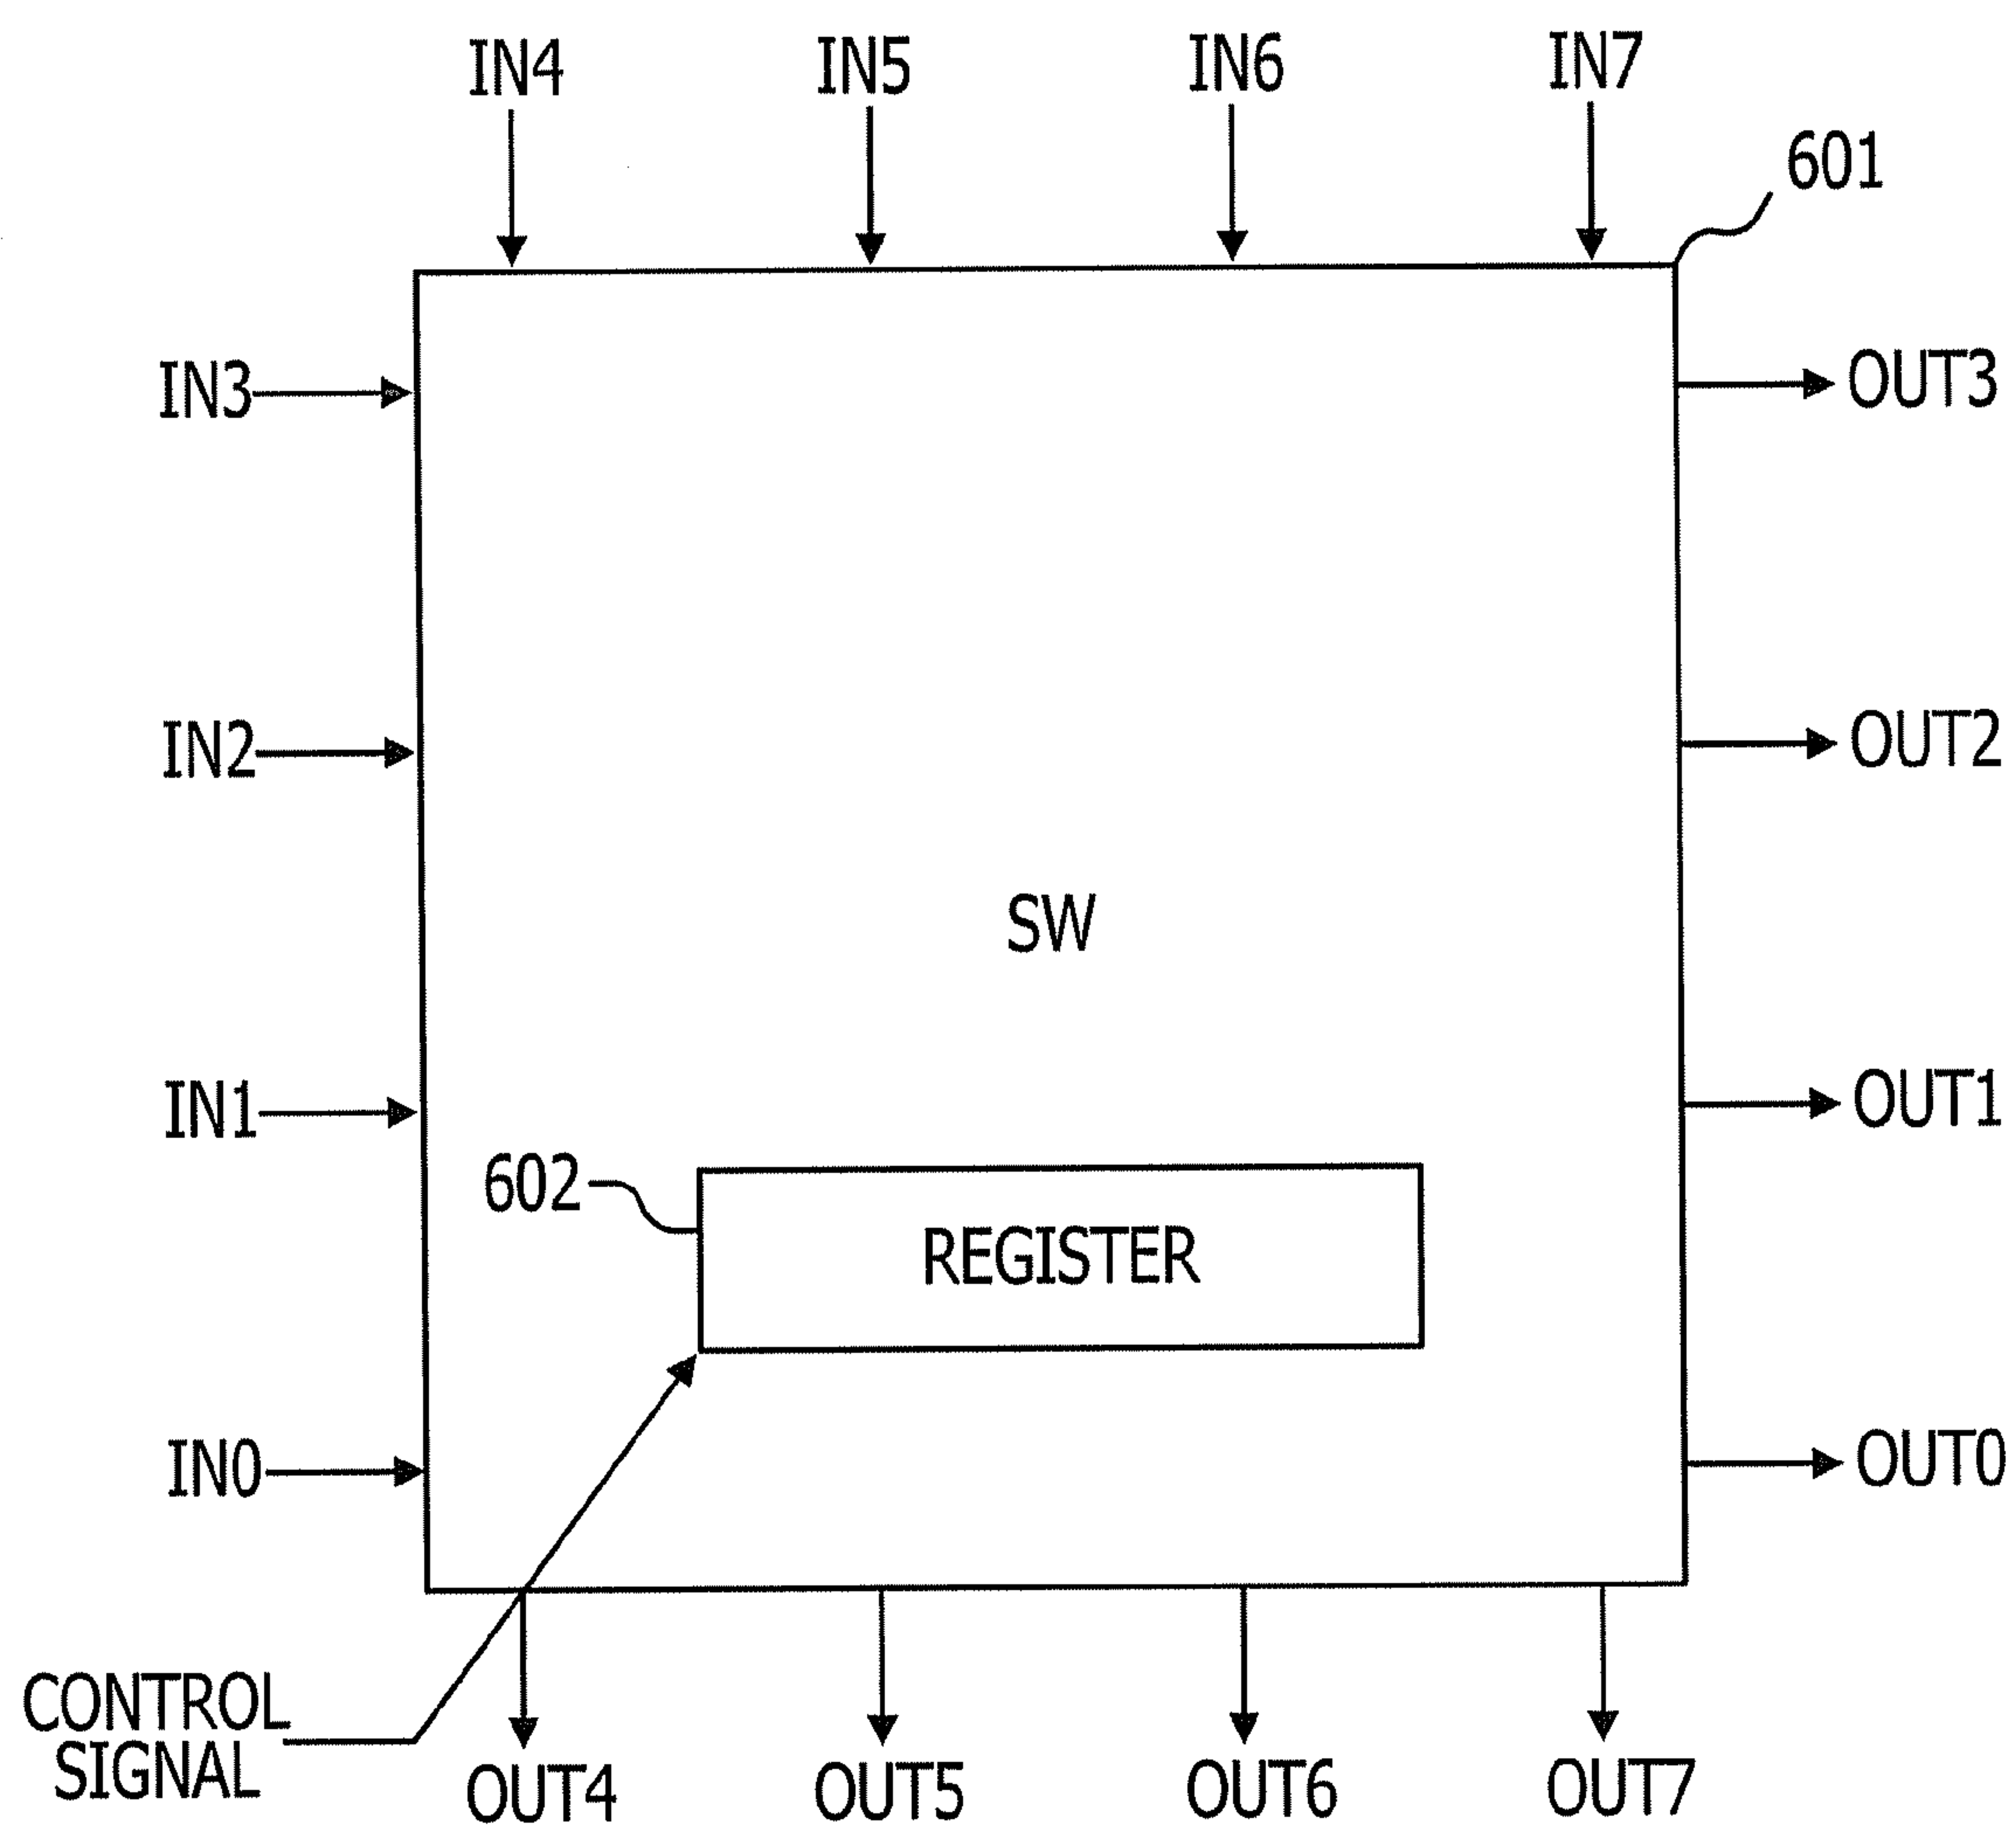 IN4
IN5
IN6
IN7
601
IN3
OUT3
IN2
OUT2
SW
IN1
OUT1
602
REGISTER
IN0
OUT0
CONTROL
SIGNAL
OUT4
OUT5
OUT6
OUT7